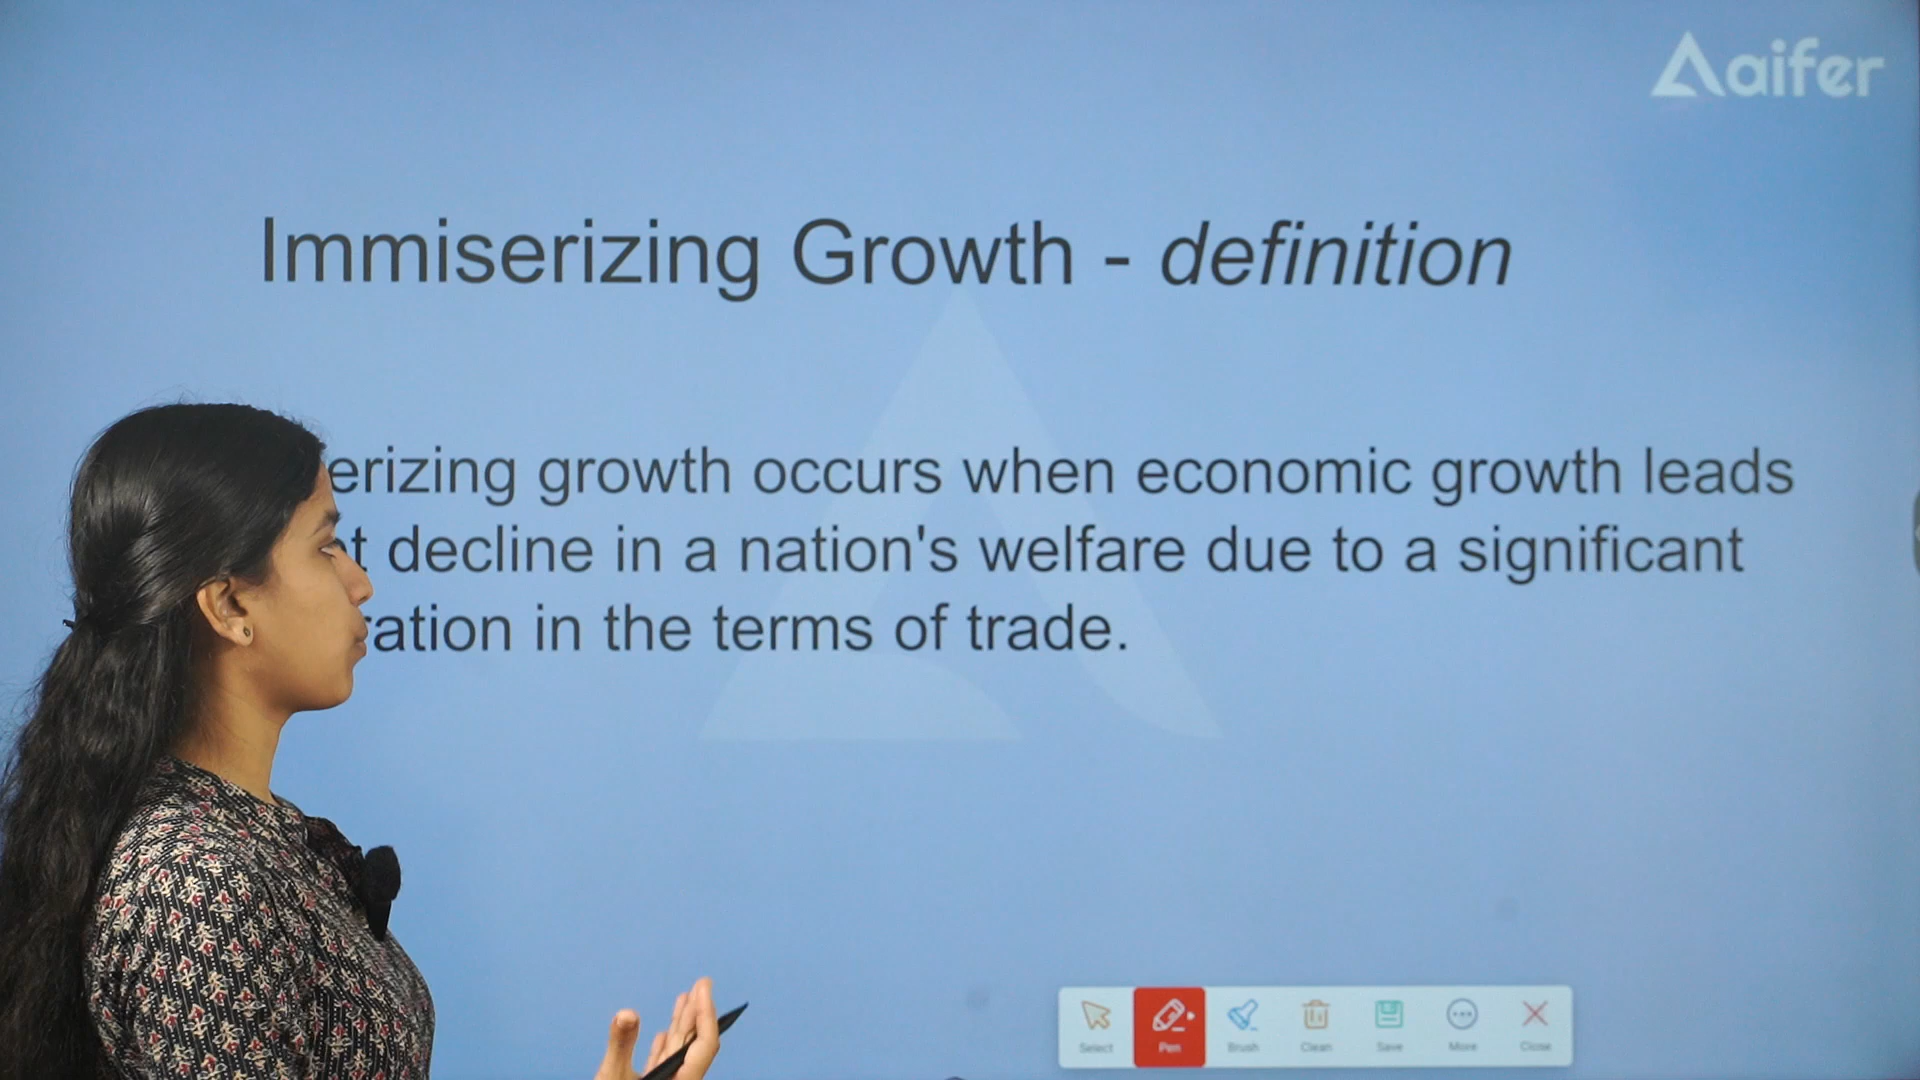 aifer
Immiserizing Growth - definition
erizing growth occurs when economic growth leads
t decline in a nation's welfare due to a significant
ration in the terms of trade.
Select Pen Brush Clean Save More Close